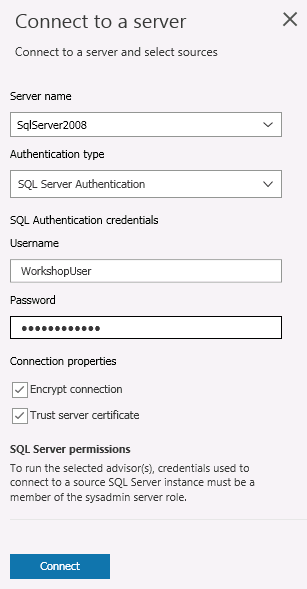 Connect to a server
Connect to a server and select sources
Server name
SqlServer2008
Authentication type
SQL Server Authentication
SQL Authentication credentials
Username
WorkshopUser
Password
●●●●●●●●●●●●
Connection properties
Encrypt connection
Trust server certificate
SQL Server permissions
To run the selected advisor(s), credentials used to
connect to a source SQL Server instance must be a
member of the sysadmin server role.
Connect